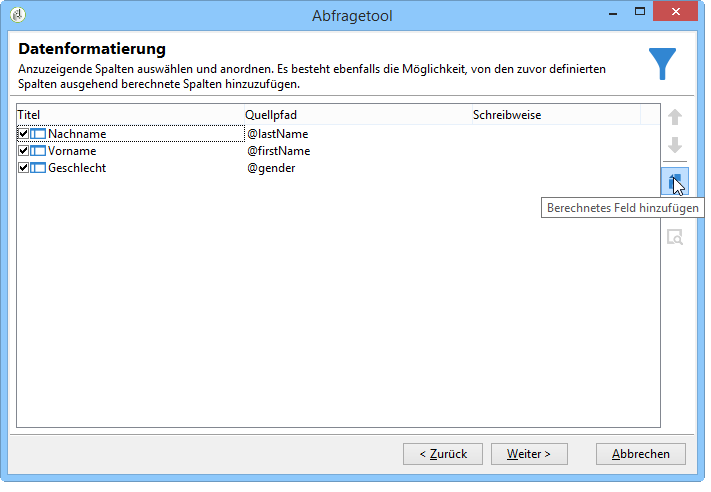 Abfragetool
Datenformatierung
Anzuzeigende Spalten auswählen und anordnen. Es besteht ebenfalls die Möglichkeit, von den zuvor definierten
Spalten ausgehend berechnete Spalten hinzuzufügen.
Titel Quellpfad Schreibweise
Nachname @lastName
Vorname @firstName
Geschlecht @gender
Berechnetes Feld hinzufügen
< Zurück Weiter > Abbrechen